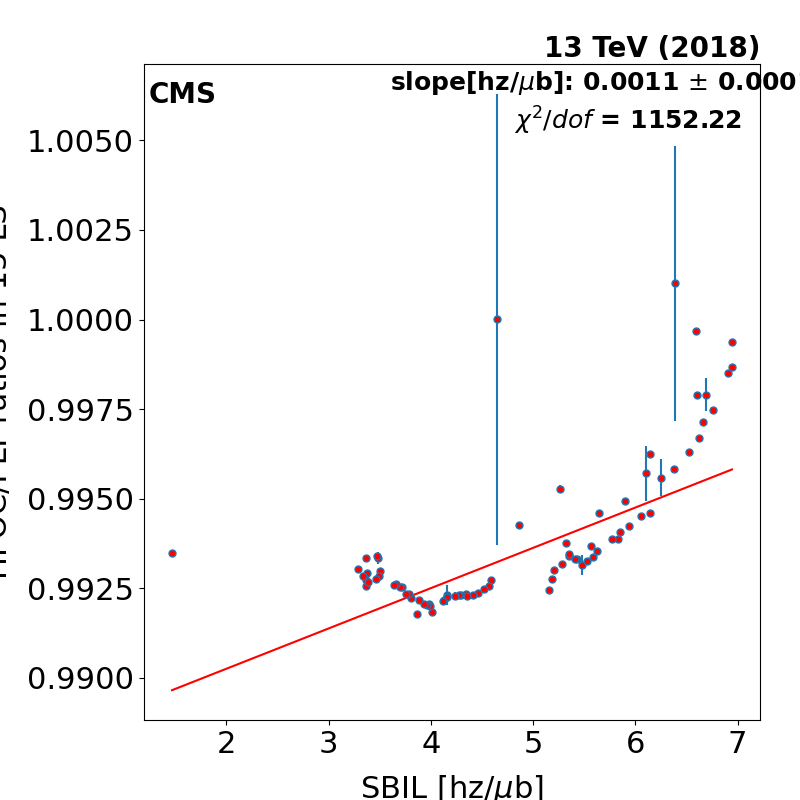 13 TeV (2018)
CMS
slope[hz/μb]: 0.0011 ± 0.000
χ²/dof = 1152.22
1.0050
1.0025
1.0000
0.9975
0.9950
0.9925
0.9900
2 3 4 5 6 7
SBIL [hz/μb]